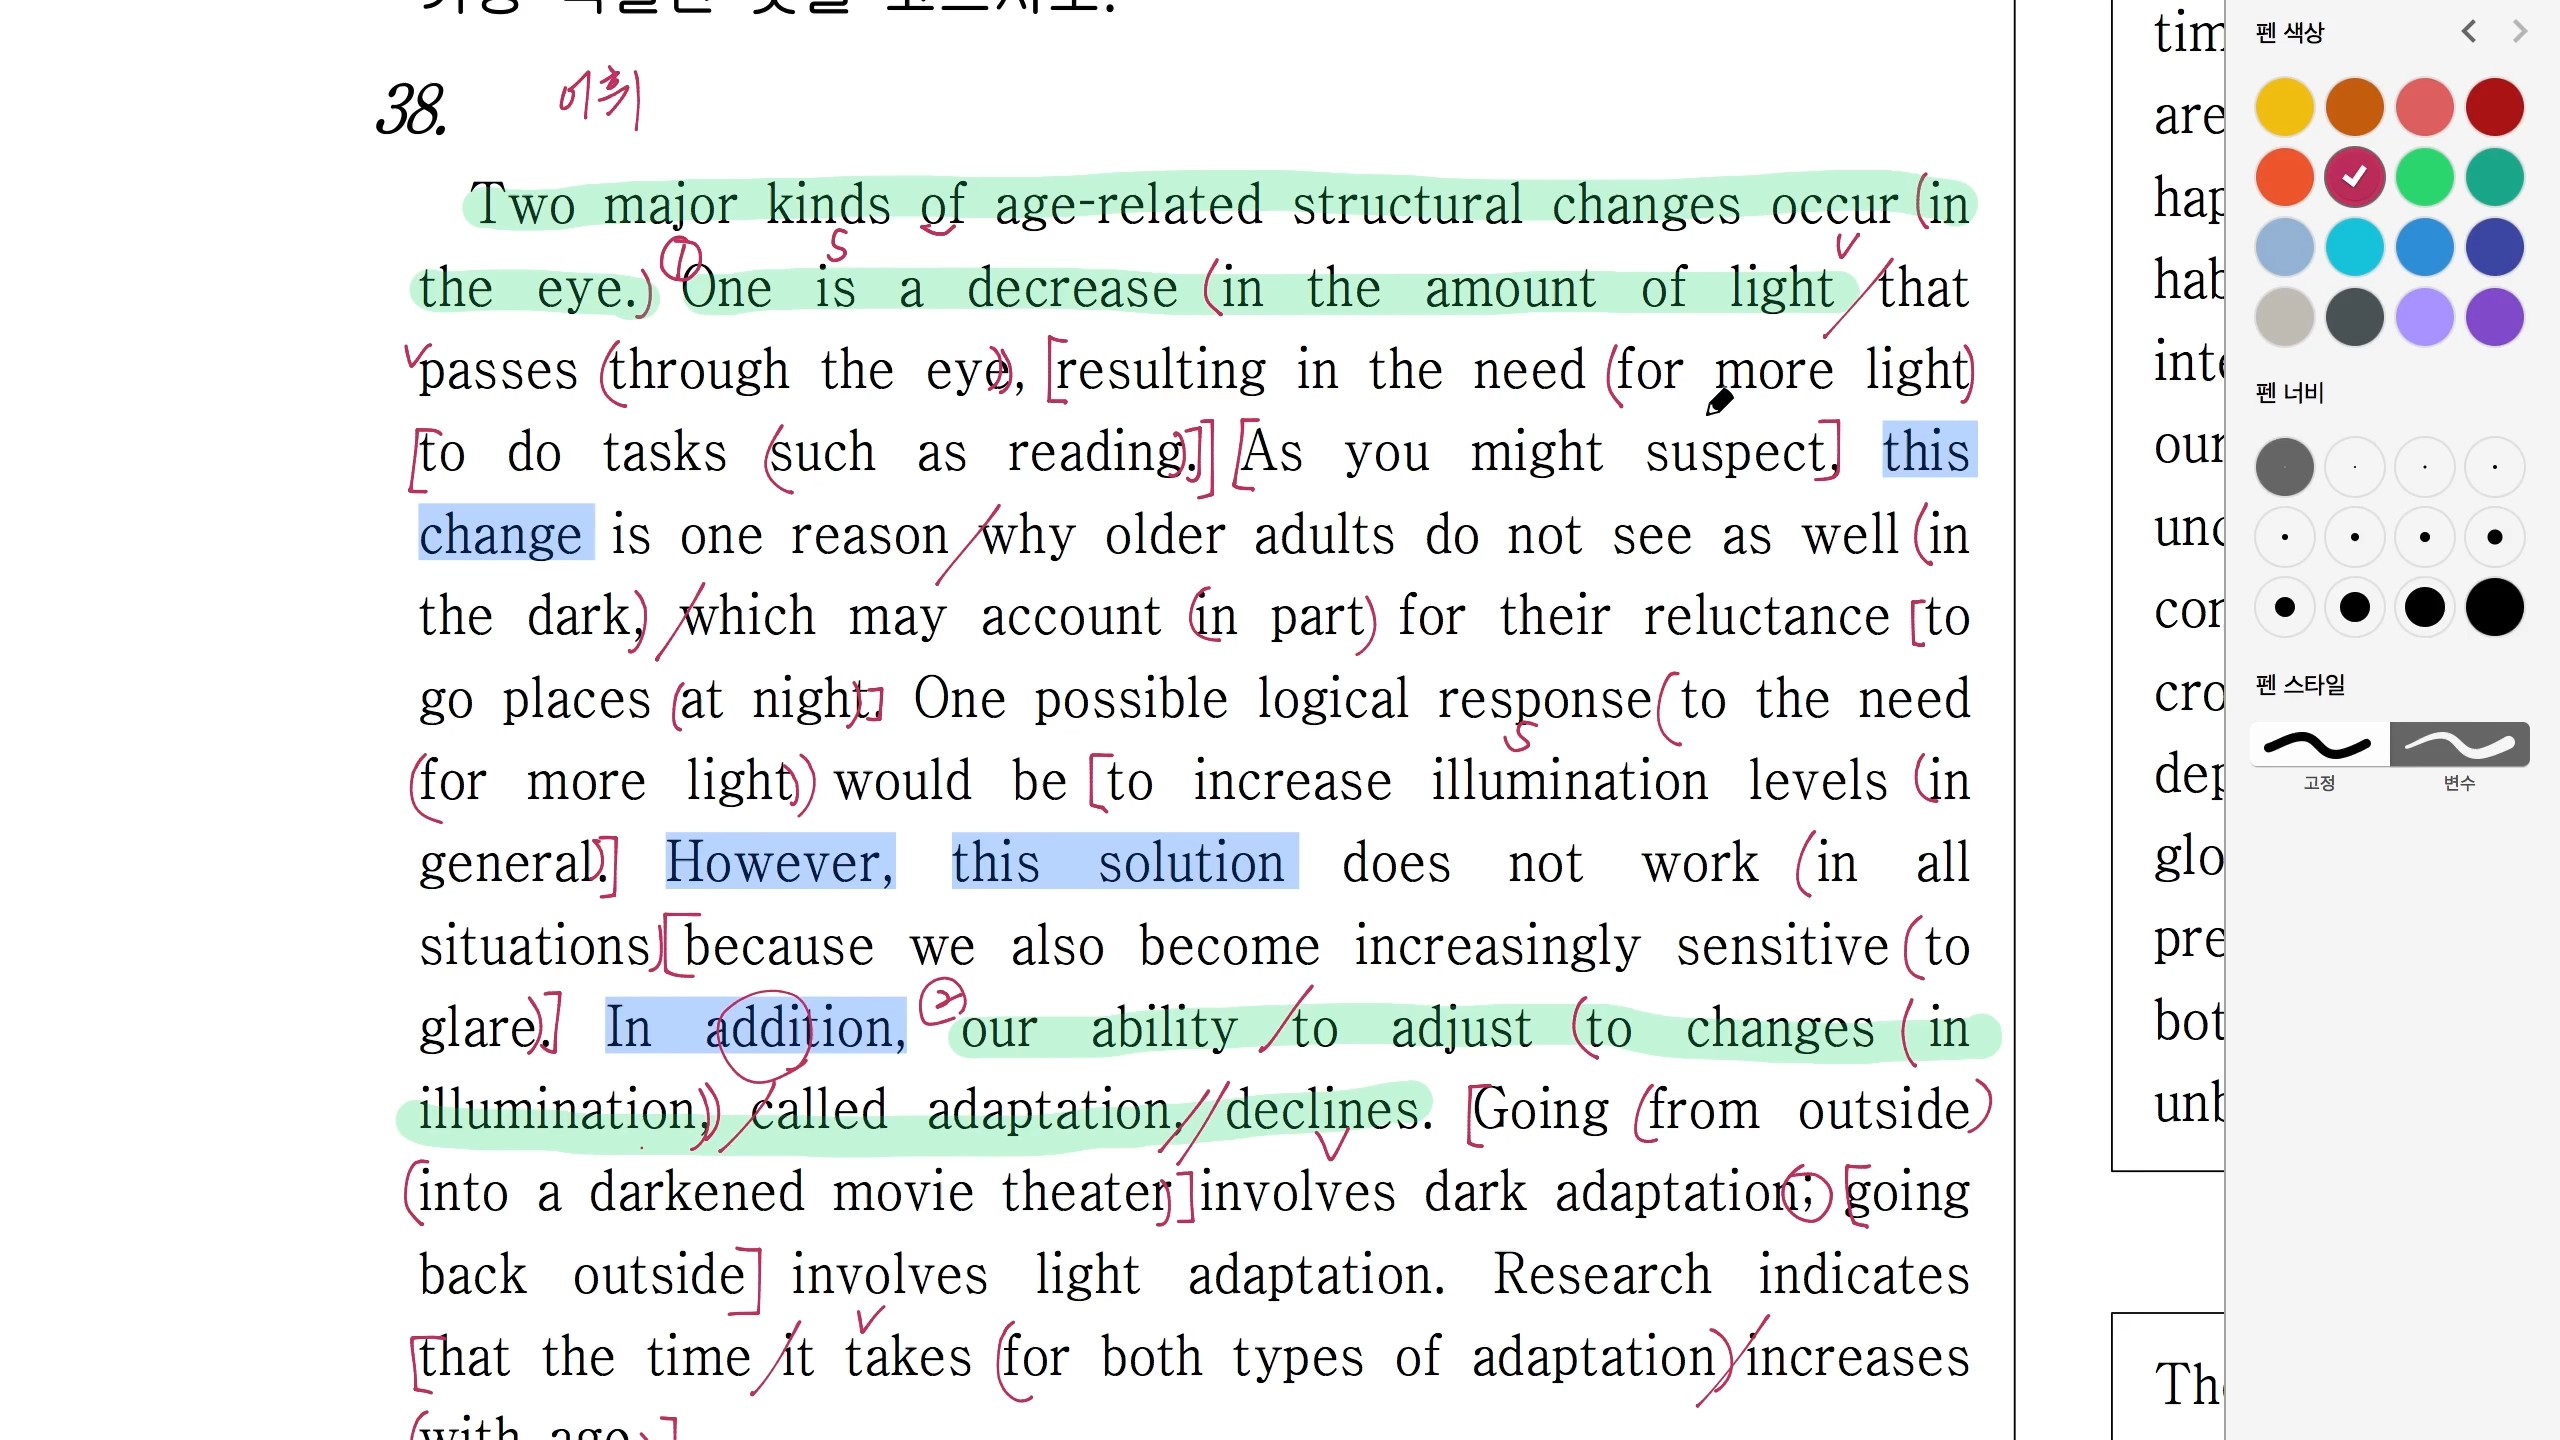 38.
어휘
Two major kinds of age-related structural changes occur (in
the eye.) ① One is a decrease (in the amount of light / that
passes (through the eye)), [resulting in the need (for more light)
[to do tasks (such as reading.)]] [As you might suspect,] this
change is one reason / why older adults do not see as well (in
the dark,) / which may account (in part) for their reluctance [to
go places (at night.)] One possible logical response (to the need
(for more light)) would be [to increase illumination levels (in
general.)] However, this solution does not work (in all
situations) [because we also become increasingly sensitive (to
glare.)] In addition, ② our ability / to adjust (to changes (in
illumination,)) / called adaptation, // declines. [Going (from outside)
(into a darkened movie theater)] involves dark adaptation; [going
back outside] involves light adaptation. Research indicates
[that the time / it takes (for both types of adaptation) / increases
(with age.)]
펜 색상
펜 너비
펜 스타일
고정
변수